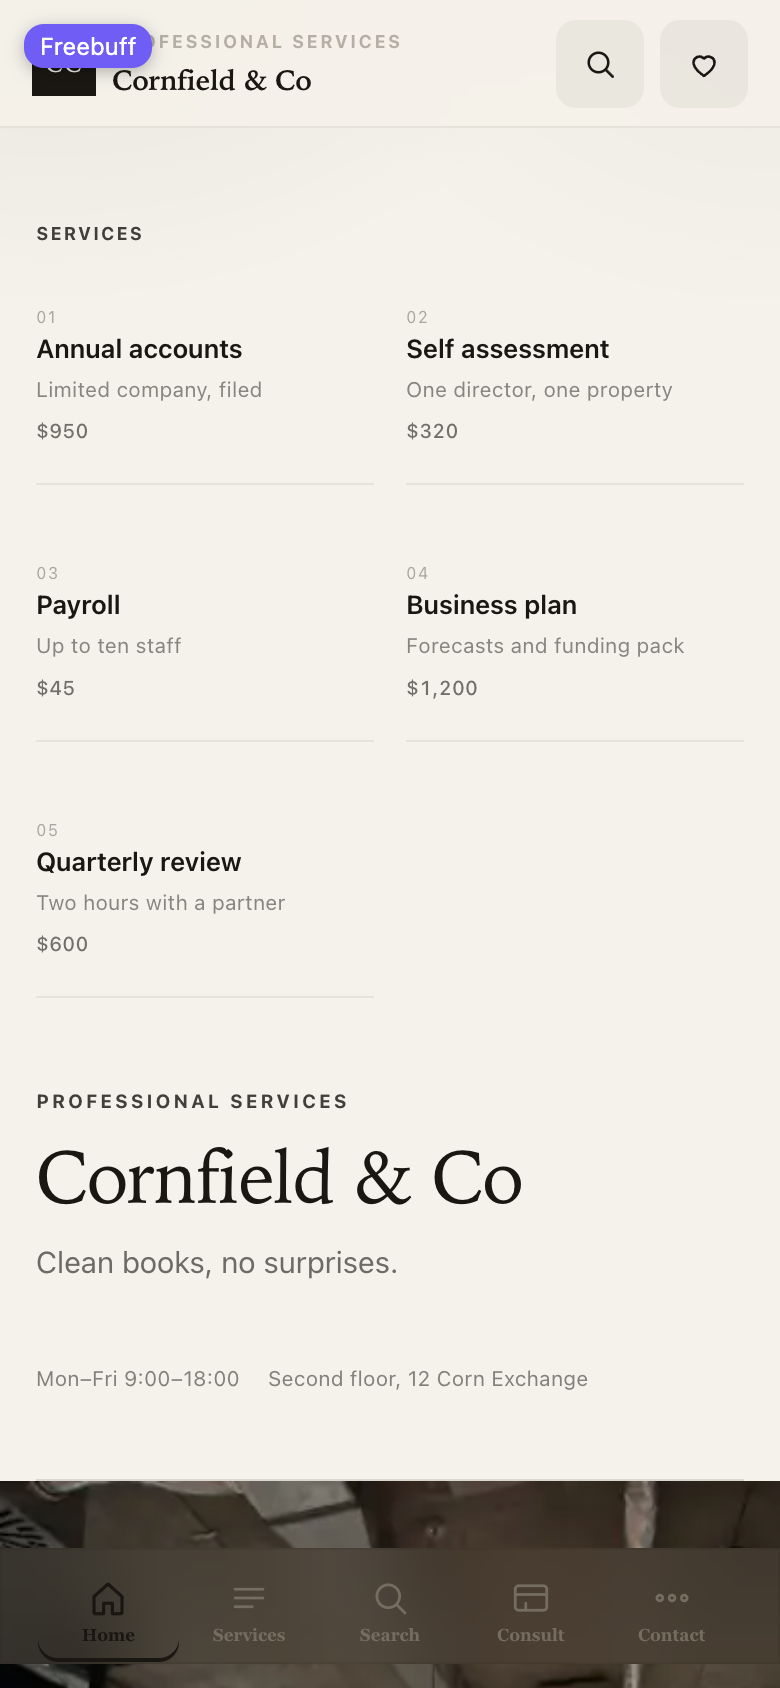 Freebuff
FESSIONAL SERVICES
Cornfield & Co
SERVICES
01
Annual accounts
Limited company, filed
$950
02
Self assessment
One director, one property
$320
03
Payroll
Up to ten staff
$45
04
Business plan
Forecasts and funding pack
$1,200
05
Quarterly review
Two hours with a partner
$600
PROFESSIONAL SERVICES
Cornfield & Co
Clean books, no surprises.
Mon–Fri 9:00–18:00 Second floor, 12 Corn Exchange
Home Services Search Consult Contact